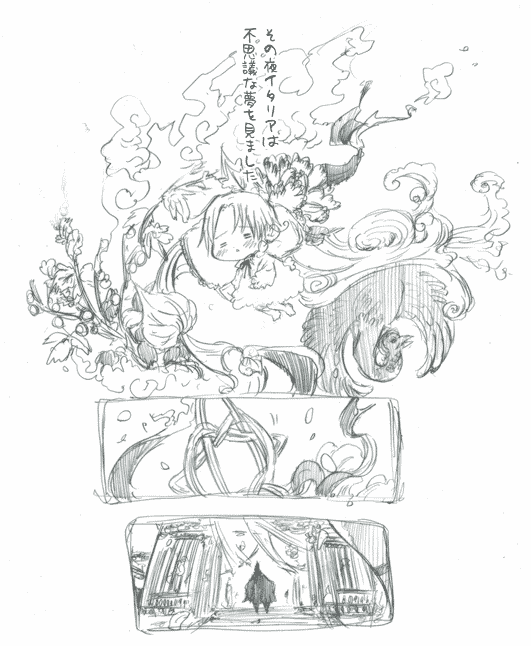 その夜イタリアは
不思議な夢を見ました